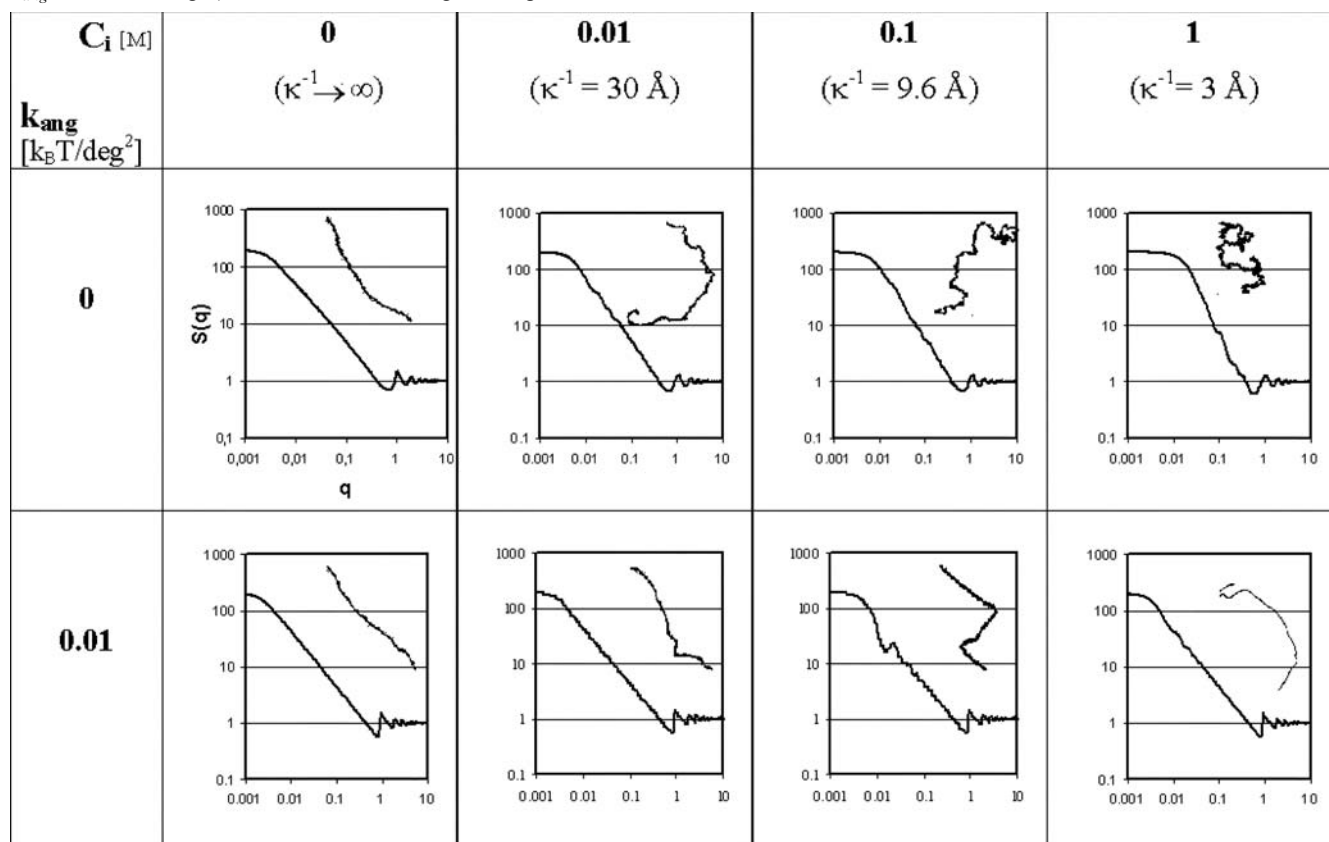 C_i [M] 0 0.01 0.1 1
(κ⁻¹→∞) (κ⁻¹ = 30 Å) (κ⁻¹ = 9.6 Å) (κ⁻¹= 3 Å)
k_ang
[k_BT/deg²]
0
1000 1000 1000 1000
100 100 100 100
10 10 10 10
1 1 1 1
0,1 0.1 0.1 0.1
S(q)
0,001 0,01 0,1 1 10 0.001 0.01 0.1 1 10 0.001 0.01 0.1 1 10 0.001 0.01 0.1 1 10
q
0.01
1000 1000 1000 1000
100 100 100 100
10 10 10 10
1 1 1 1
0.1 0.1 0.1 0.1
0.001 0.01 0.1 1 10 0.001 0.01 0.1 1 10 0.001 0.01 0.1 1 10 0.001 0.01 0.1 1 10